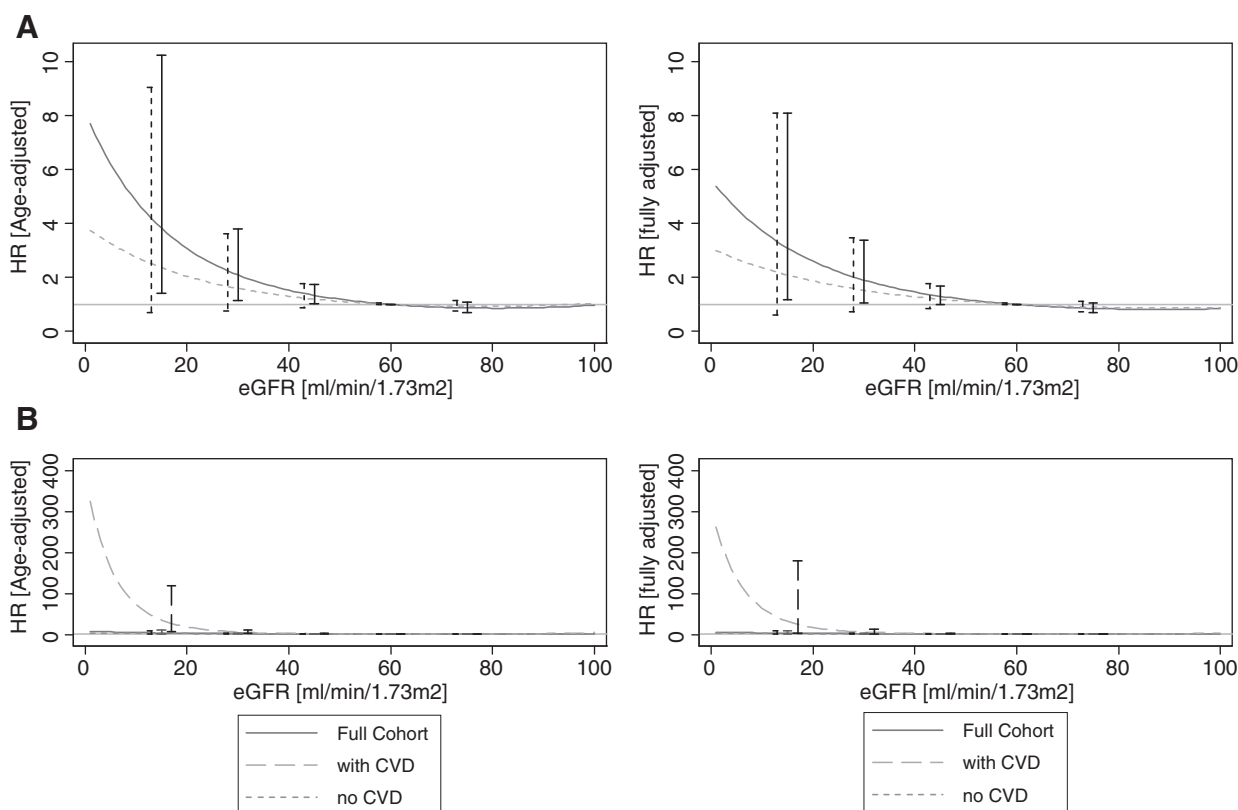 A
HR [Age-adjusted]
0 2 4 6 8 10
0 20 40 60 80 100
eGFR [ml/min/1.73m2]
HR [fully adjusted]
0 2 4 6 8 10
0 20 40 60 80 100
eGFR [ml/min/1.73m2]
B
HR [Age-adjusted]
0 100 200 300 400
0 20 40 60 80 100
eGFR [ml/min/1.73m2]
HR [fully adjusted]
0 100 200 300 400
0 20 40 60 80 100
eGFR [ml/min/1.73m2]
Full Cohort
with CVD
no CVD
Full Cohort
with CVD
no CVD